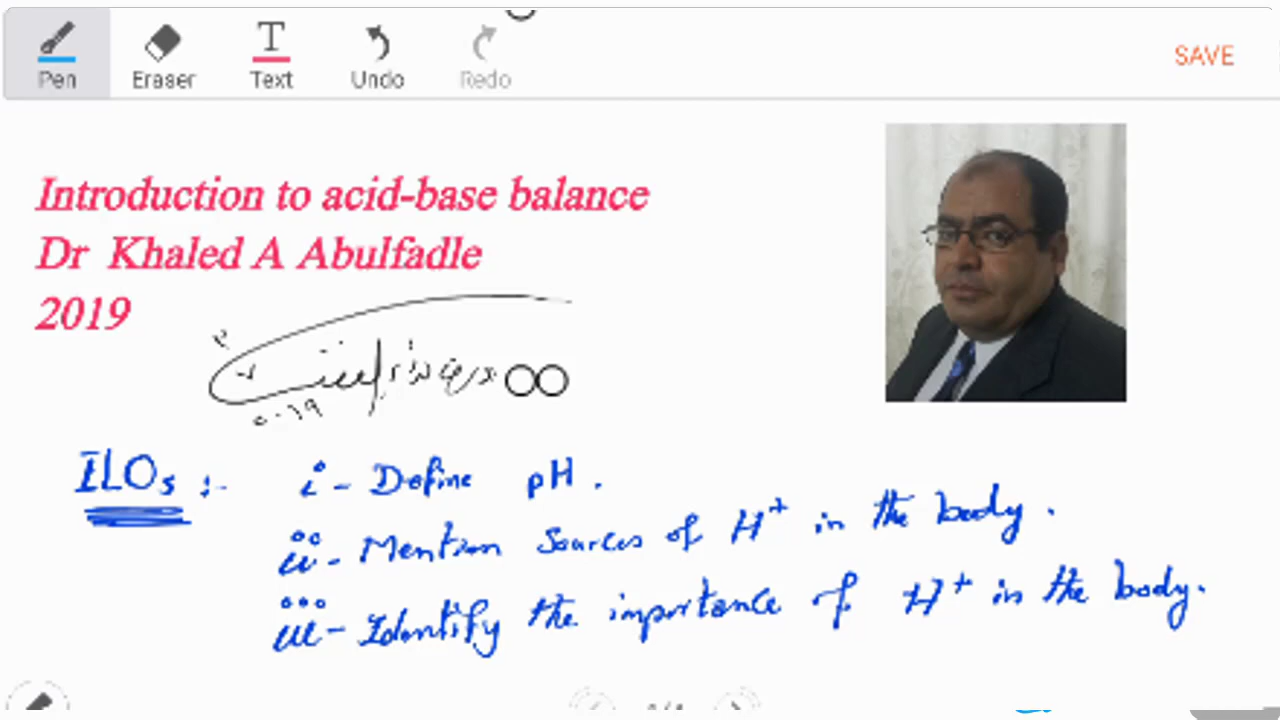 Pen Eraser Text Undo Redo SAVE
Introduction to acid-base balance
Dr Khaled A Abulfadle
2019
ILOs :- i - Define pH .
ii - Mention sources of H+ in the body .
iii - Identify the importance of H+ in the body.